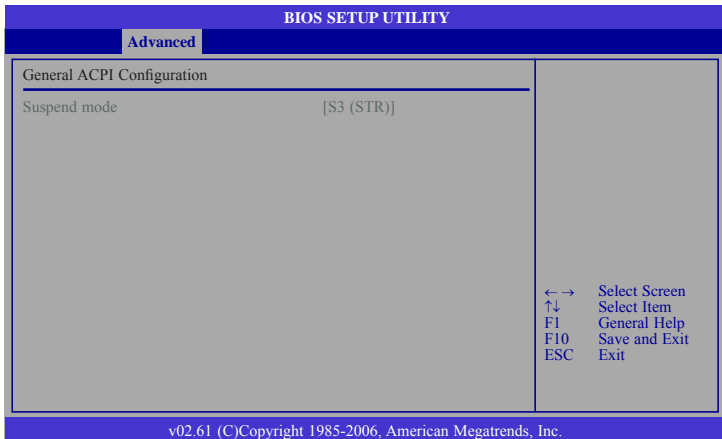 BIOS SETUP UTILITY
Advanced
General ACPI Configuration
Suspend mode [S3 (STR)]
←→ Select Screen
↑↓ Select Item
F1 General Help
F10 Save and Exit
ESC Exit
v02.61 (C)Copyright 1985-2006, American Megatrends, Inc.